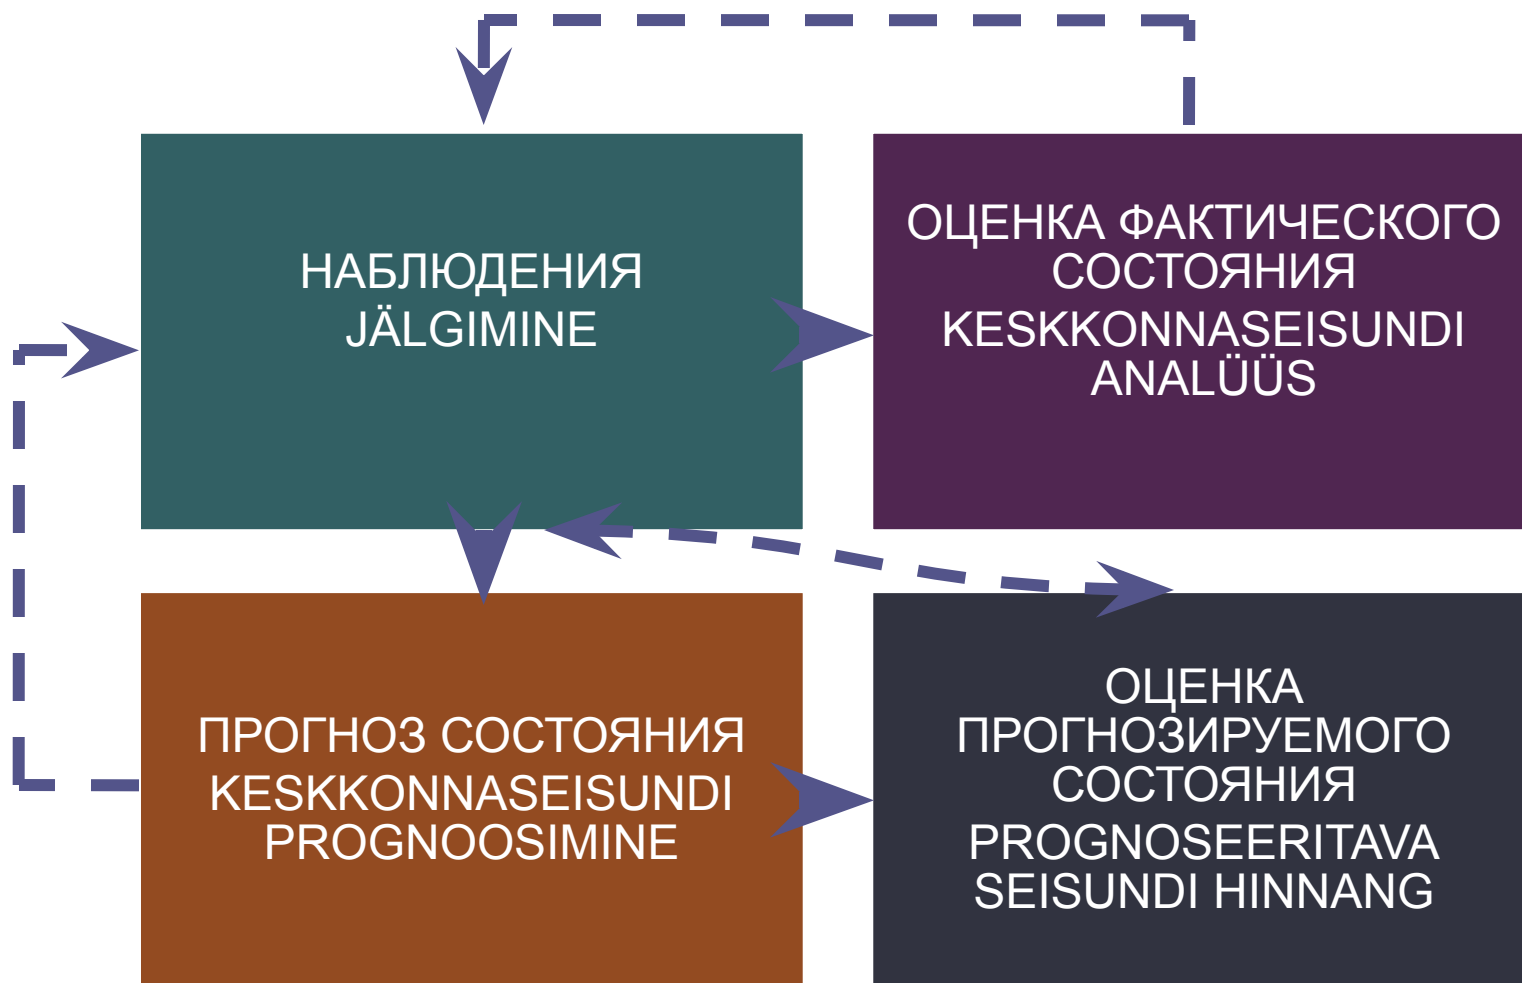 НАБЛЮДЕНИЯ
JÄLGIMINE
ОЦЕНКА ФАКТИЧЕСКОГО
СОСТОЯНИЯ
KESKKONNASEISUNDI
ANALÜÜS
ПРОГНОЗ СОСТОЯНИЯ
KESKKONNASEISUNDI
PROGNOOSIMINE
ОЦЕНКА
ПРОГНОЗИРУЕМОГО
СОСТОЯНИЯ
PROGNOSEERITAVA
SEISUNDI HINNANG